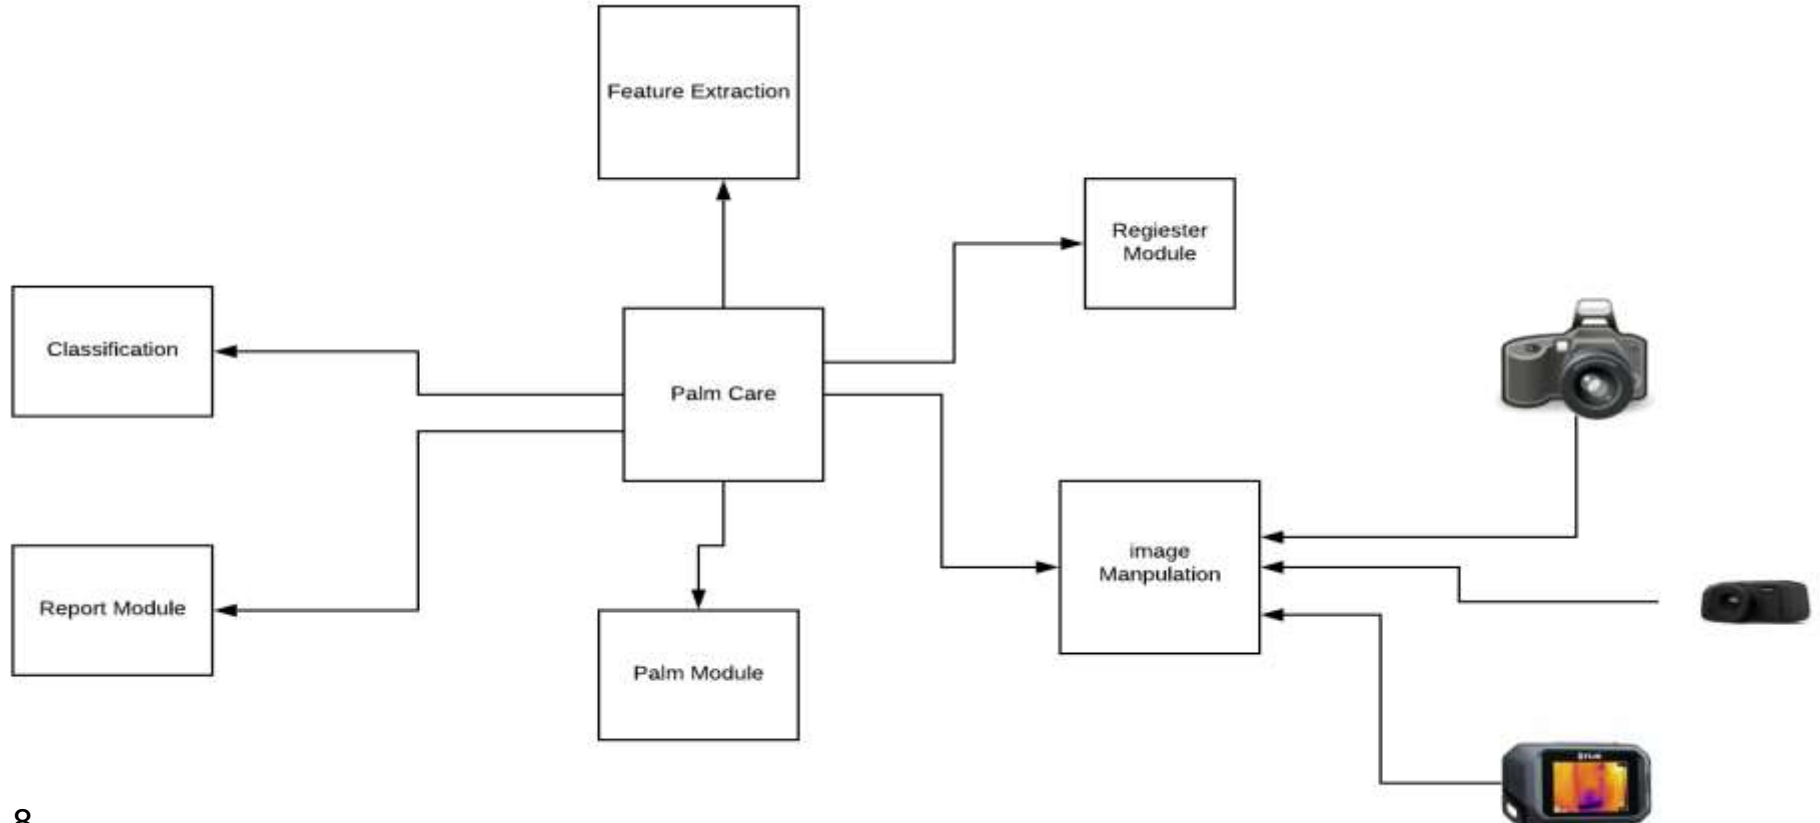 Feature Extraction
Regiester
Module
Classification
Palm Care
image
Manpulation
Report Module
Palm Module
8